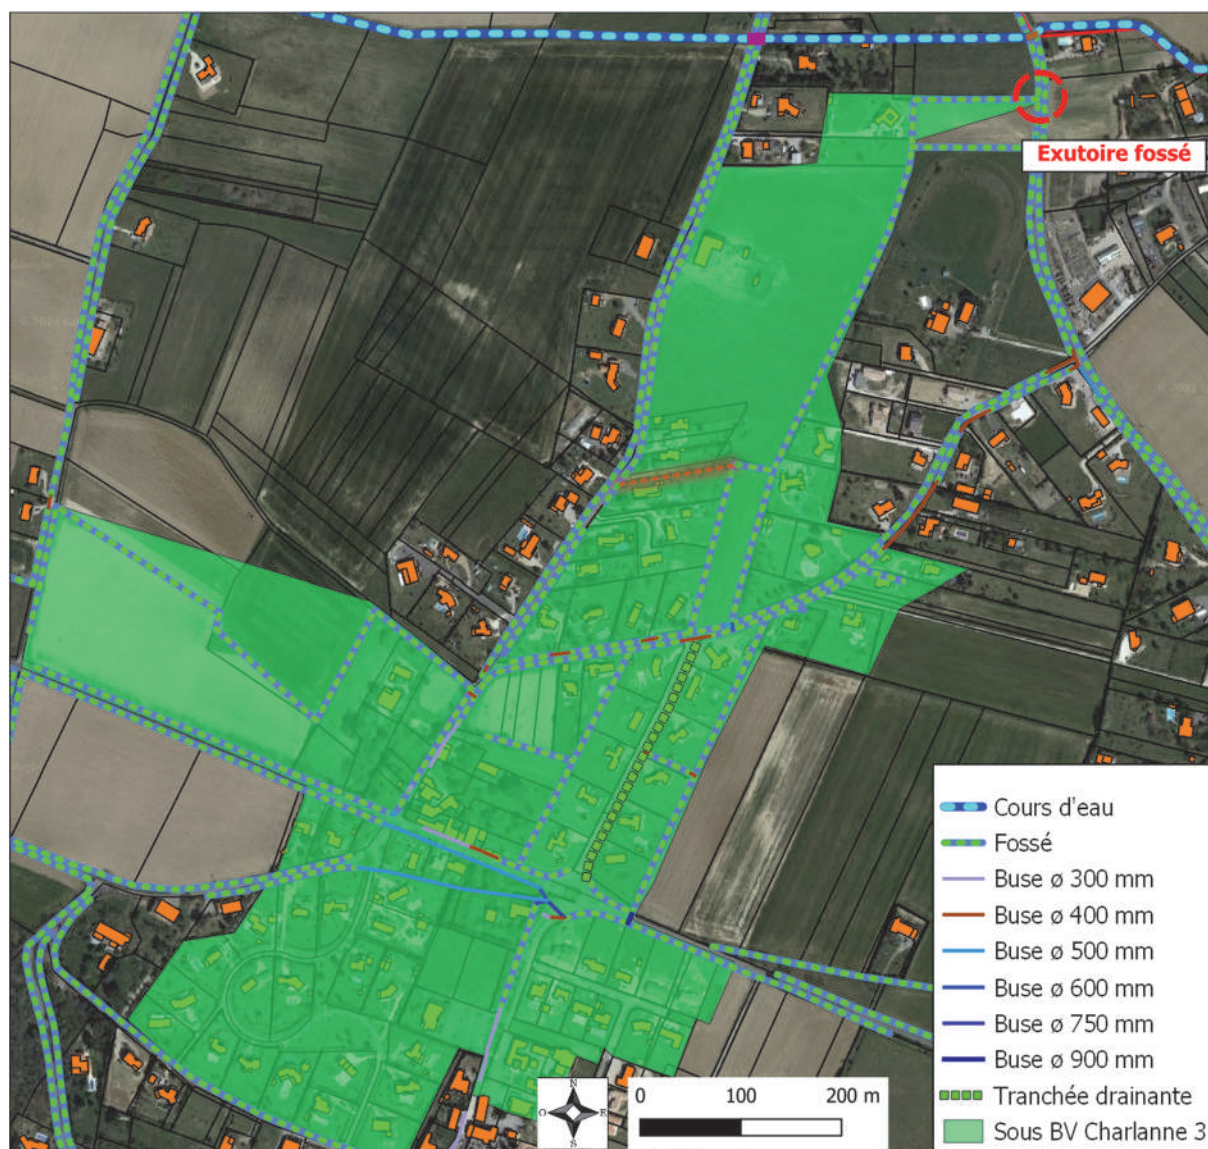 Exutoire fossé
Cours d'eau
Fossé
Buse ø 300 mm
Buse ø 400 mm
Buse ø 500 mm
Buse ø 600 mm
Buse ø 750 mm
Buse ø 900 mm
Tranchée drainante
Sous BV Charlanne 3
N
O E
S
0 100 200 m